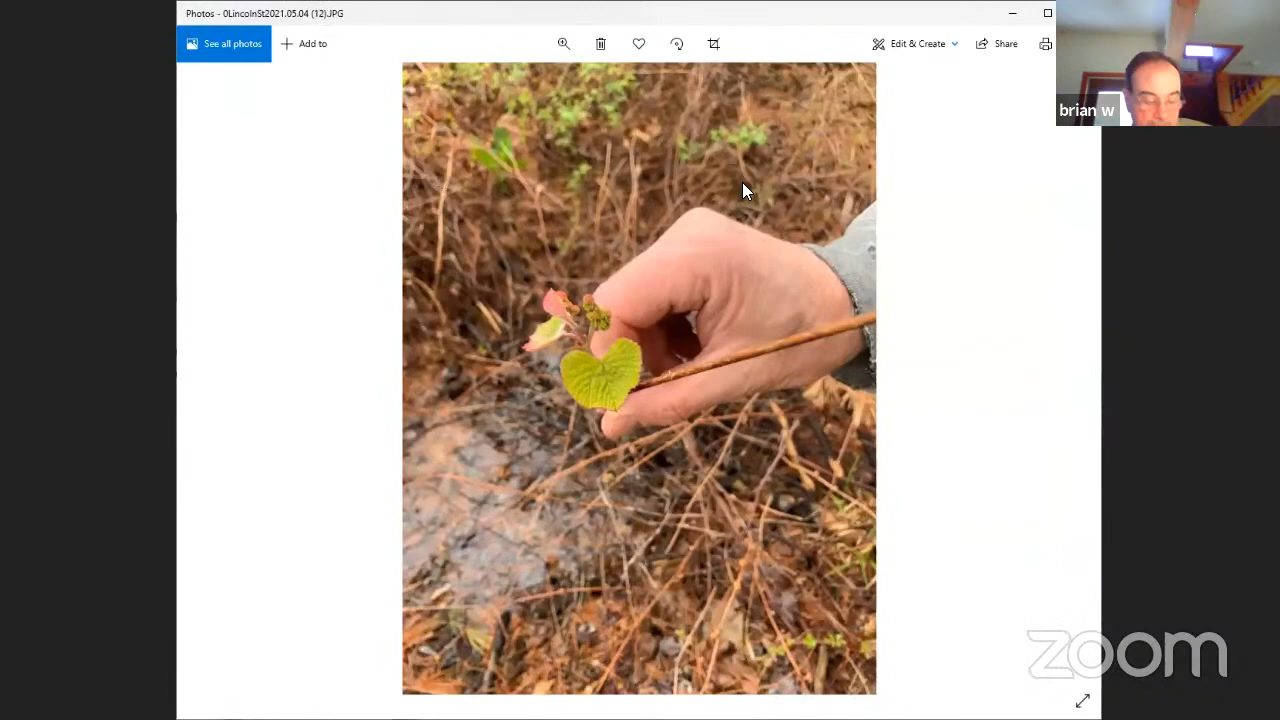 Photos - 0LincolnSt2021.05.04 (12).JPG
See all photos
Add to
Edit & Create
Share
brian w
zoom